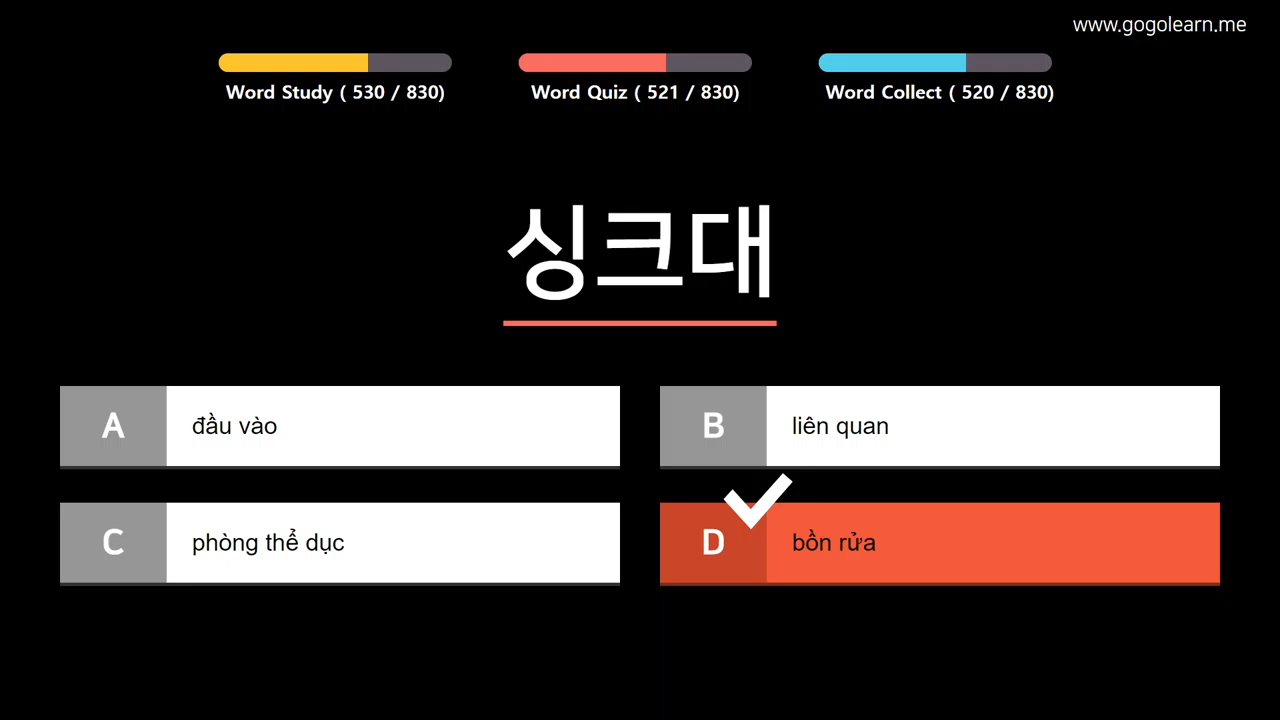 www.gogolearn.me
Word Study ( 530 / 830)
Word Quiz ( 521 / 830)
Word Collect ( 520 / 830)
싱크대
A đầu vào
B liên quan
C phòng thể dục
D bồn rửa